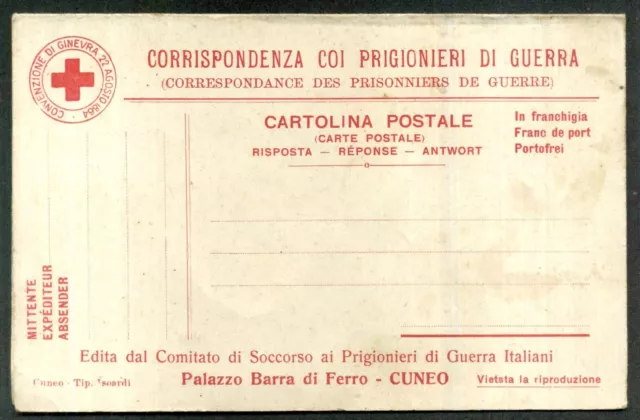 CONVENZIONE DI GINEVRA. 22 AGOSTO 1864 -
CORRISPONDENZA COI PRIGIONIERI DI GUERRA
(CORRESPONDANCE DES PRISONNIERS DE GUERRE)
CARTOLINA POSTALE
(CARTE POSTALE)
RISPOSTA — RÉPONSE — ANTWORT
In franchigia
Franc de port
Portofrei
MITTENTE
EXPÉDITEUR
ABSENDER
Edita dal Comitato di Soccorso ai Prigionieri di Guerra Italiani
Cuneo - Tip. Isoardi
Palazzo Barra di Ferro - CUNEO
Vietata la riproduzione